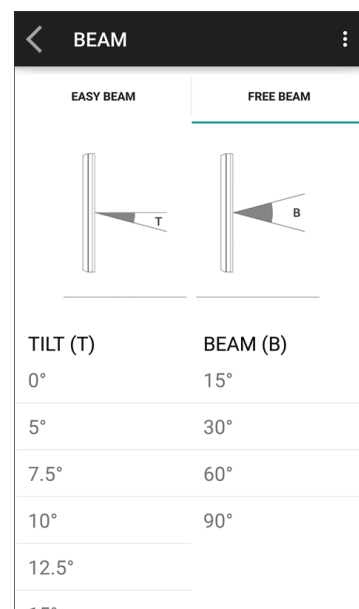 BEAM
EASY BEAM FREE BEAM
T B
TILT (T) BEAM (B)
0° 15°
5° 30°
7.5° 60°
10° 90°
12.5°